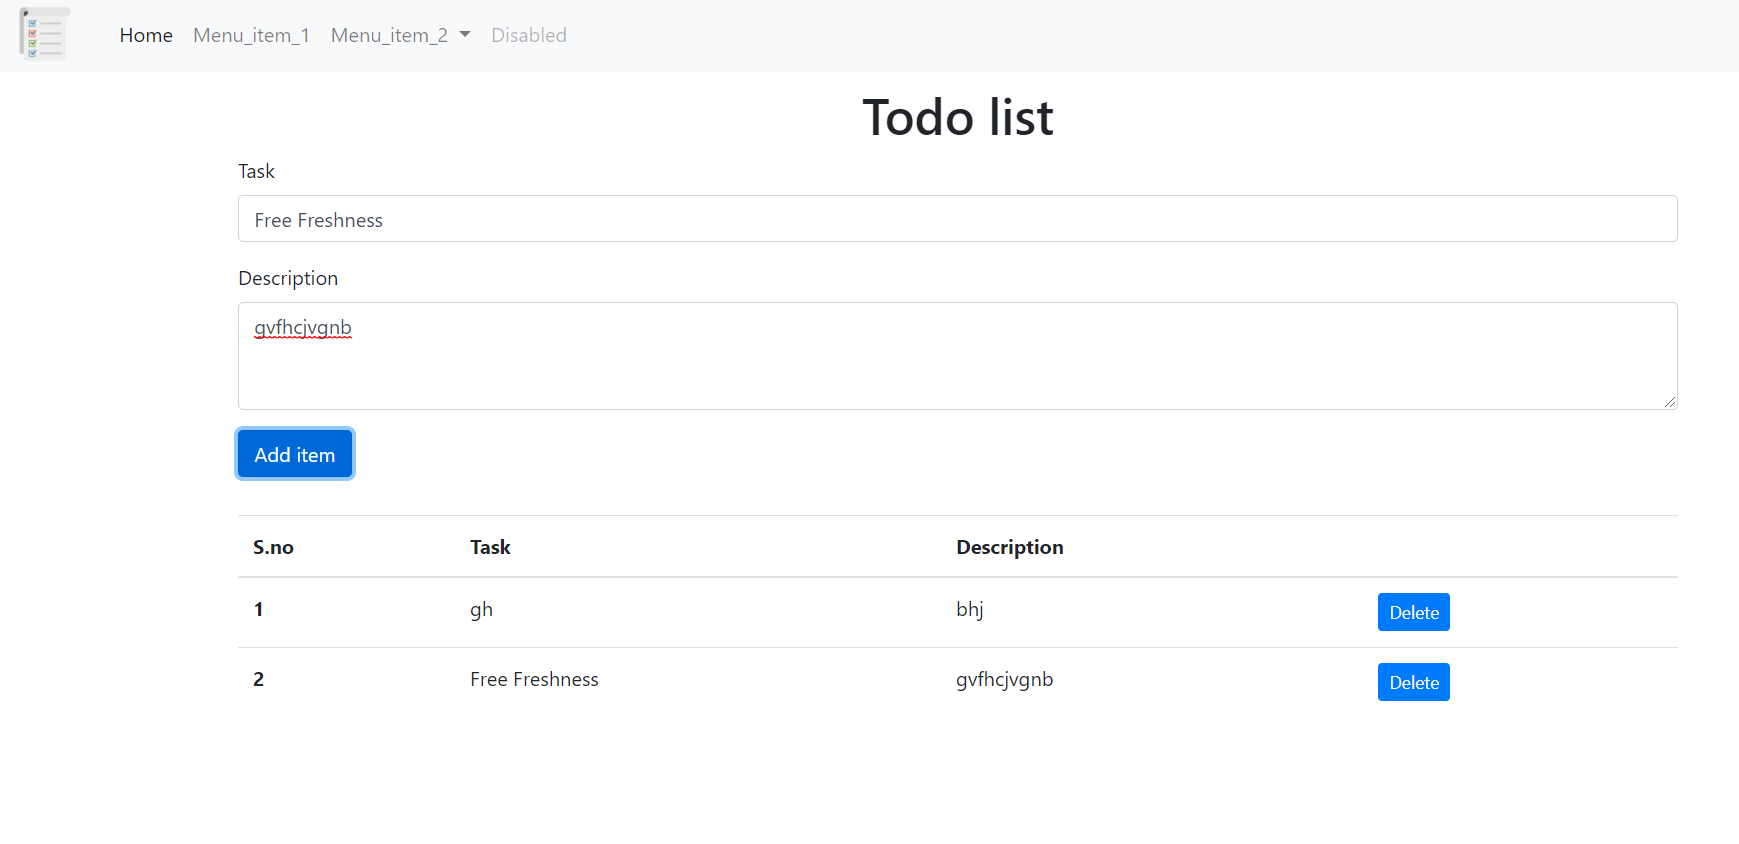 Home Menu_item_1 Menu_item_2 Disabled
Todo list
Task
Free Freshness
Description
gvfhcjvgnb
Add item
S.no Task Description
1 gh bhj Delete
2 Free Freshness gvfhcjvgnb Delete